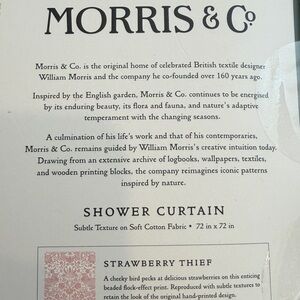 MORRIS & Co.
Morris & Co. is the original home of celebrated British textile designer
William Morris and the company he co-founded over 160 years ago.
Inspired by the English garden, Morris & Co. continues to be energised
by its enduring beauty, its flora and fauna, and nature's adaptive
temperament with the changing seasons.
A culmination of his life's work and that of his contemporaries,
Morris & Co. remains guided by William Morris's creative intuition today.
Drawing from an extensive archive of logbooks, wallpapers, textiles,
and wooden printing blocks, the company reimagines iconic patterns
inspired by nature.
SHOWER CURTAIN
Subtle Texture on Soft Cotton Fabric • 72 in x 72 in
STRAWBERRY THIEF
A cheeky bird pecks at delicious strawberries on this enticing
beaded flock-effect print. Reproduced with subtle textures to
retain the look of the original hand-printed design.